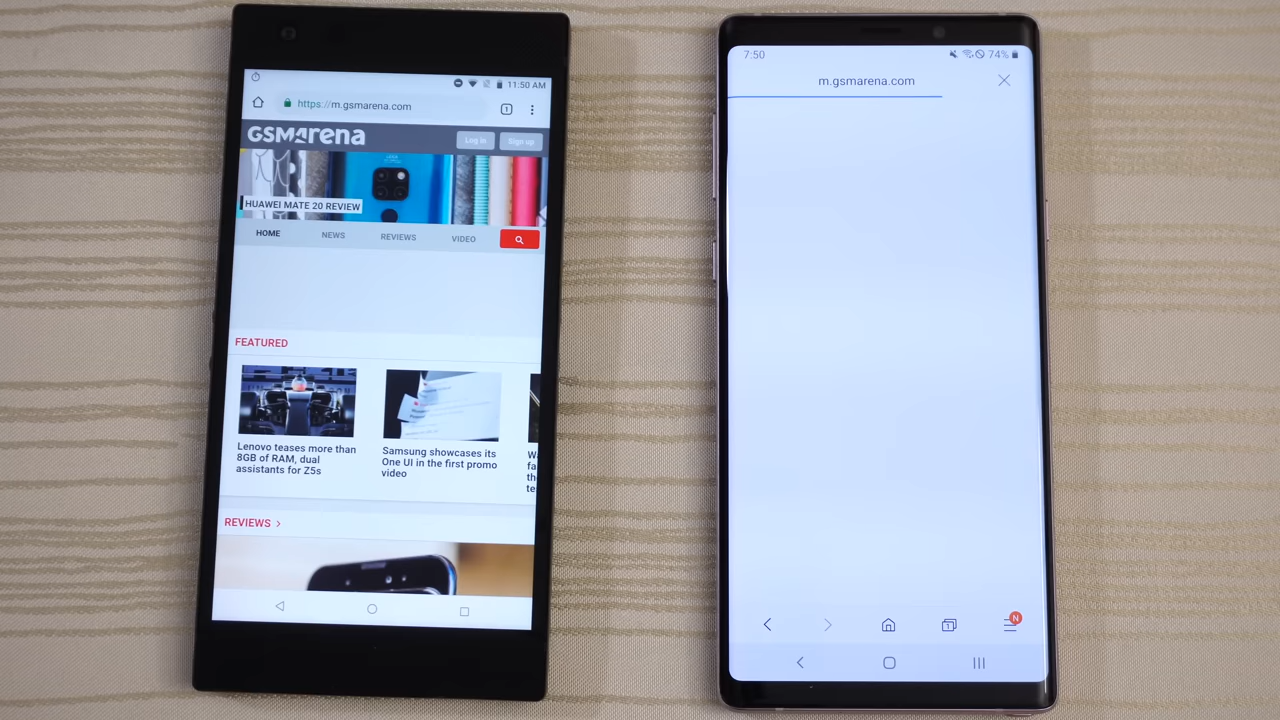 11:50 AM
https://m.gsmarena.com
1
GSMArena
Log in
Sign up
HUAWEI MATE 20 REVIEW
HOME
NEWS
REVIEWS
VIDEO
FEATURED
Lenovo teases more than
8GB of RAM, dual
assistants for Z5s
Samsung showcases its
One UI in the first promo
video
REVIEWS >
7:50
74%
m.gsmarena.com
1
N